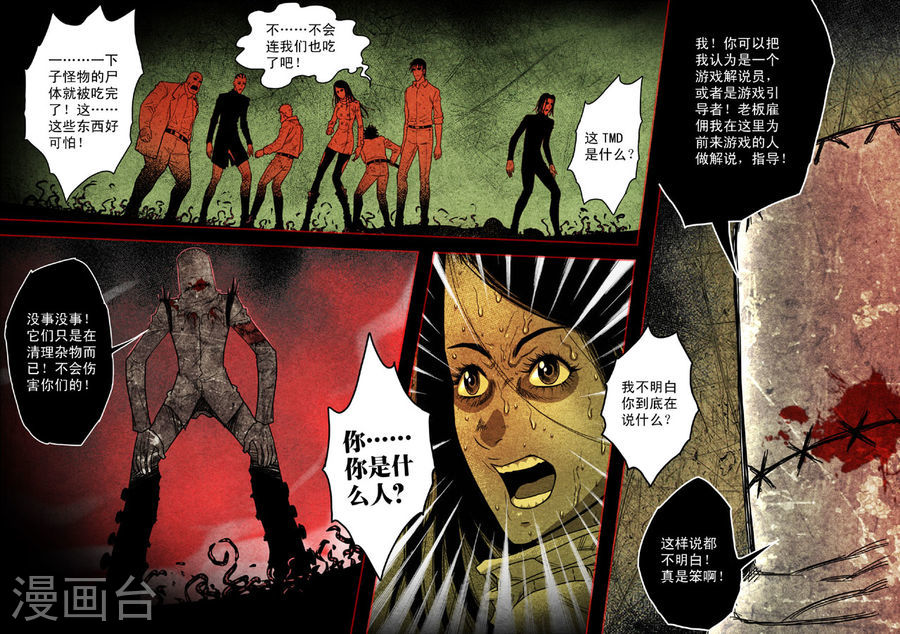 一……一下
子怪物的尸
体就被吃完
了！这……
这些东西好
可怕！
不……不会
连我们也吃
了吧！
这 TMD
是什么？
没事没事！
它们只是在
清理杂物而
已！不会伤
害你们的！
你……
你是什
么人？
我！你可以把
我认为是一个
游戏解说员，
或者是游戏引
导者！老板雇
佣我在这里为
前来游戏的人
做解说，指导！
我不明白
你到底在
说什么？
这样说都
不明白！
真是笨啊！
漫画台